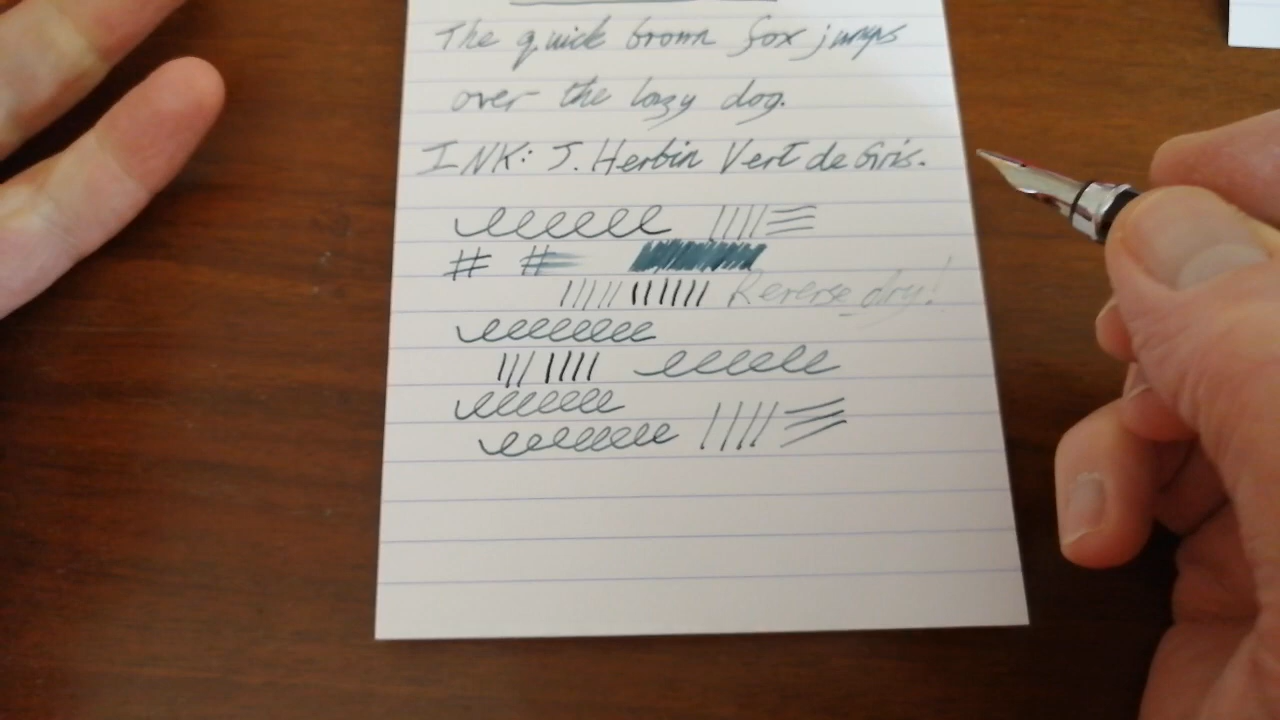 The quick brown fox jumps
over the lazy dog.
INK: J. Herbin Vert de Gris.
# #
Reverse dry!